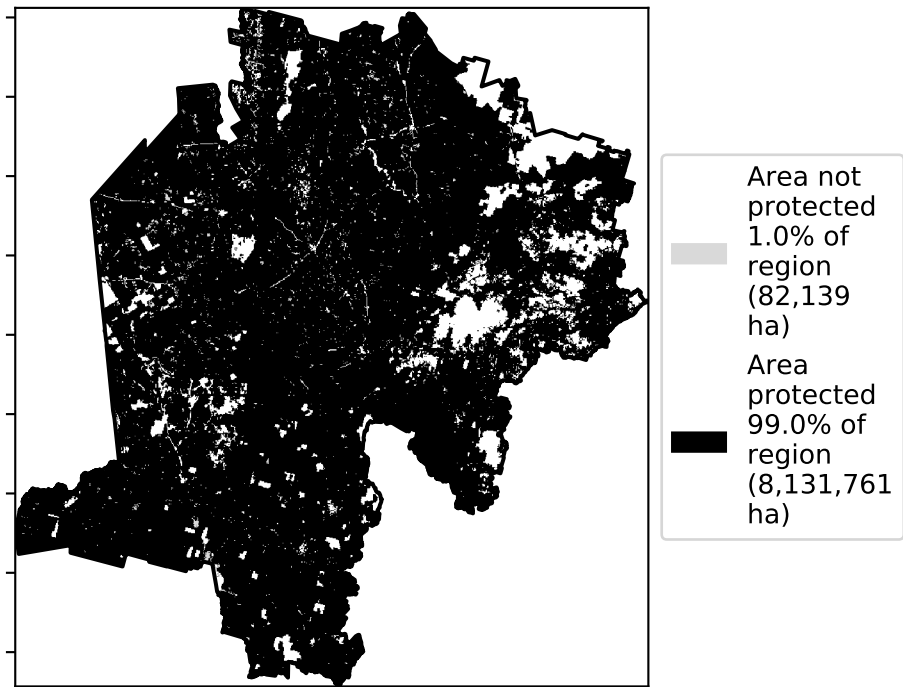 Area not
protected
1.0% of
region
(82,139
ha)
Area
protected
99.0% of
region
(8,131,761
ha)